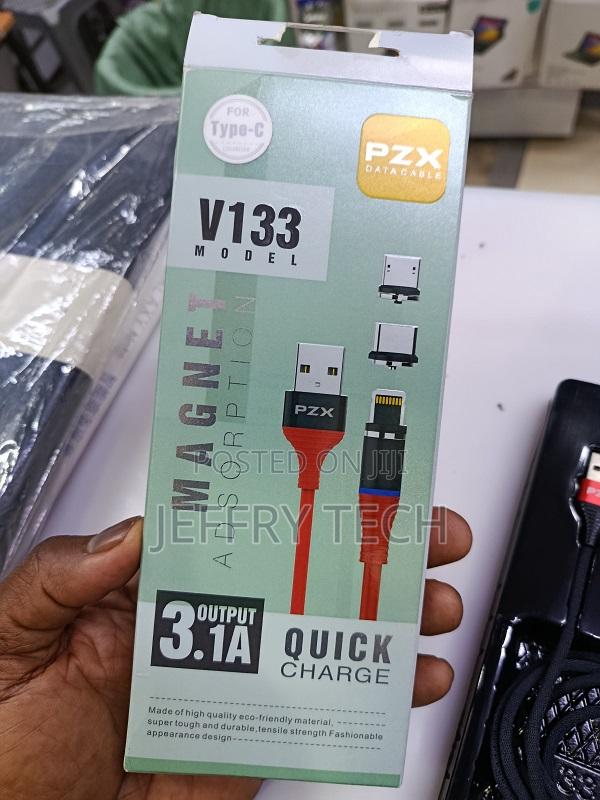 FOR
Type-C
PZX
DATA CABLE
V133
MODEL
MAGNET
ADSORPTION
PZX
POSTED ON JIJI
JEFFRY TECH
3.1A
OUTPUT
QUICK
CHARGE
Made of high quality eco-friendly material,
super tough and durable,tensile strength Fashionable
appearance design